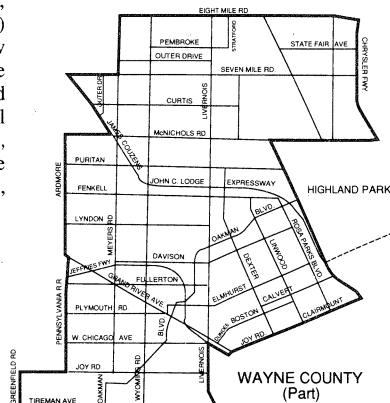 EIGHT MILE RD
PEMBROKE
STRATFORD
STATE FAIR AVE
CHRYSLER FWY
OUTER DRIVE
SEVEN MILE RD.
OUTER DR.
CURTIS
LIVERNOIS
JAMES COUZENS
McNICHOLS RD
PURITAN
ARDMORE
JOHN C. LODGE EXPRESSWAY
FENKELL
HIGHLAND PARK
LYNDON
MEYERS RD
OAKMAN BLVD
ROSA PARKS BLVD
DAVISON
DEXTER
LINWOOD
JEFFRIES FWY
FULLERTON
GRAND RIVER AVE.
ELMHURST
CALVERT
PENNSYLVANIA R.R
PLYMOUTH RD
BOSTON
CLAIRMOUNT
DUNDEE
JOY RD
W. CHICAGO AVE
BLVD
LIVERNOIS
GREENFIELD RD
JOY RD
OAKMAN
WYOMING RD
WAYNE COUNTY
(Part)
TIREMAN AVE